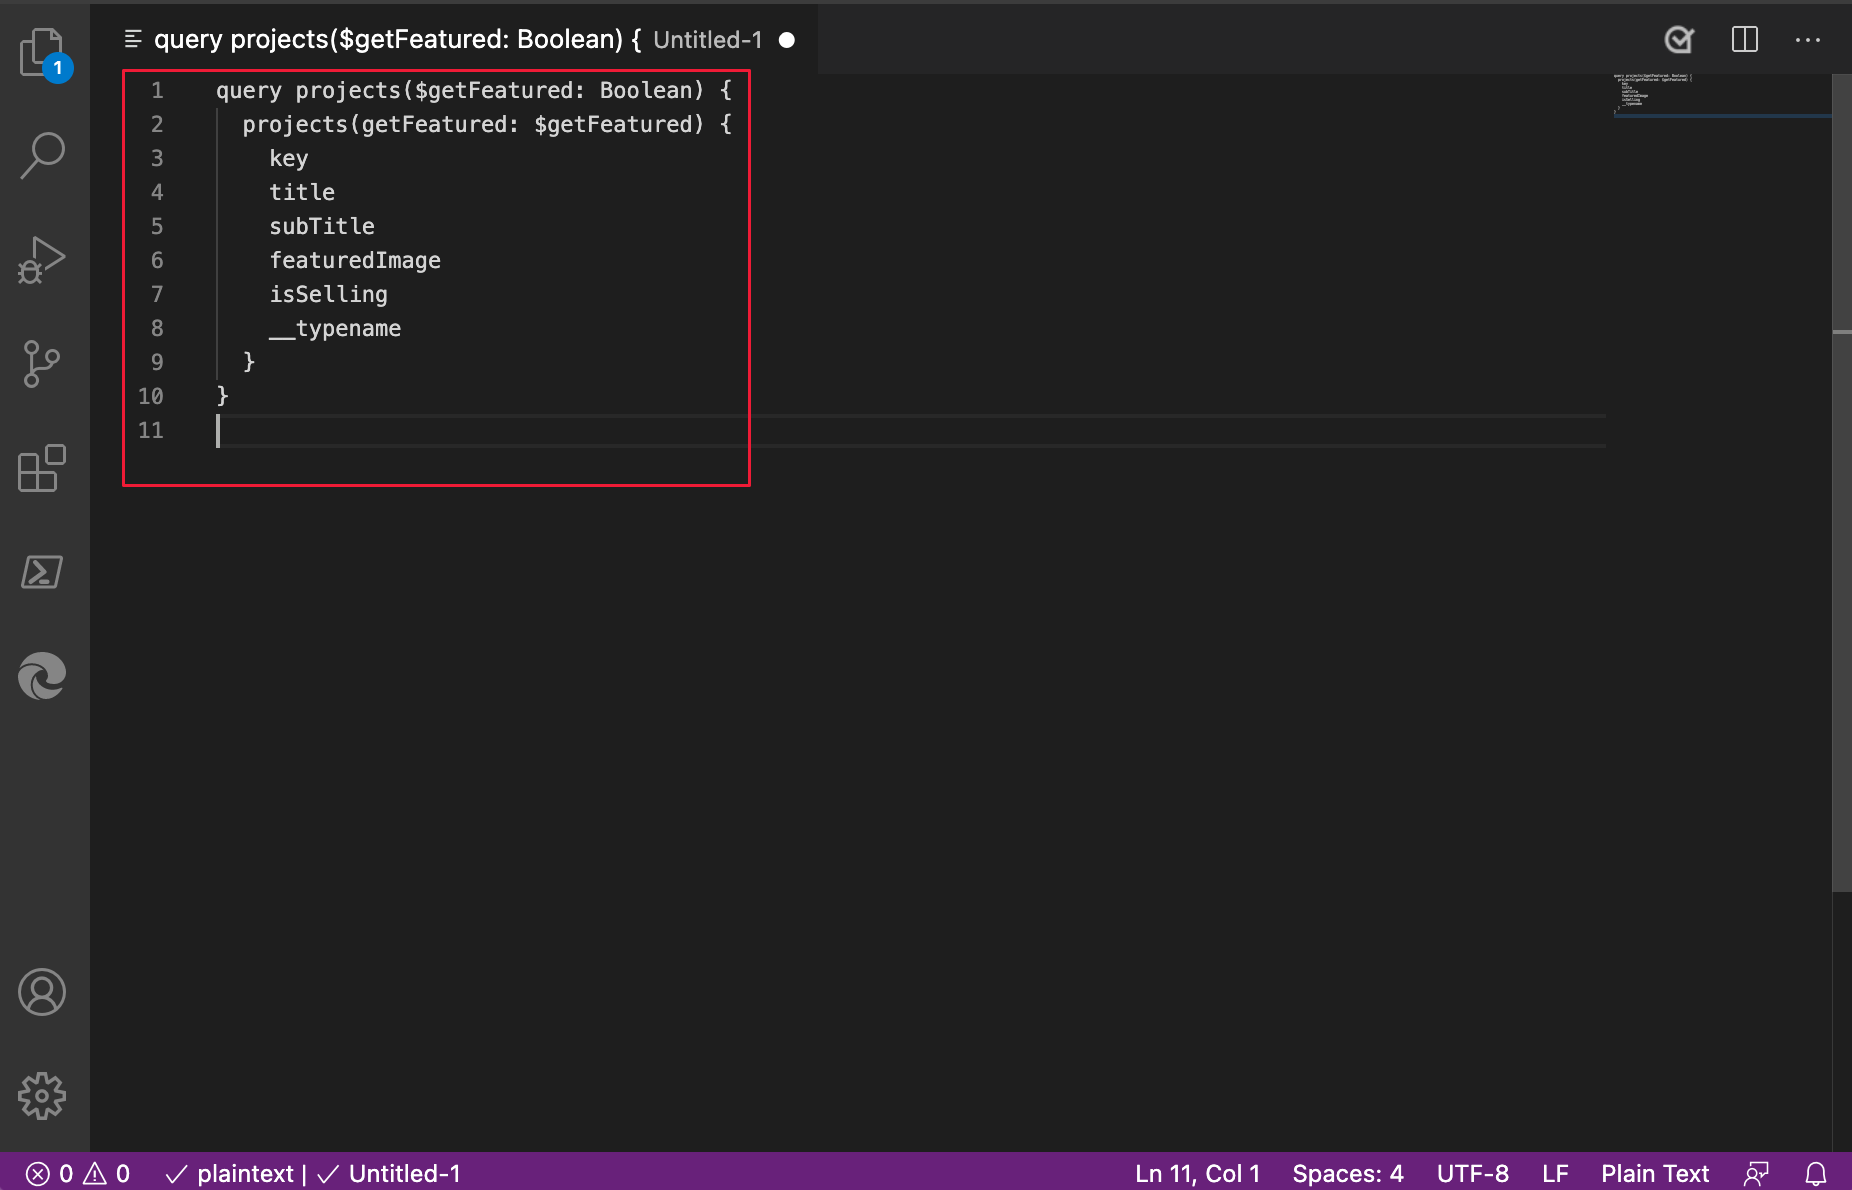 query projects($getFeatured: Boolean) { Untitled-1
1
1 query projects($getFeatured: Boolean) {
2 projects(getFeatured: $getFeatured) {
3 key
4 title
5 subTitle
6 featuredImage
7 isSelling
8 __typename
9 }
10 }
11
0 0 plaintext | Untitled-1 Ln 11, Col 1 Spaces: 4 UTF-8 LF Plain Text